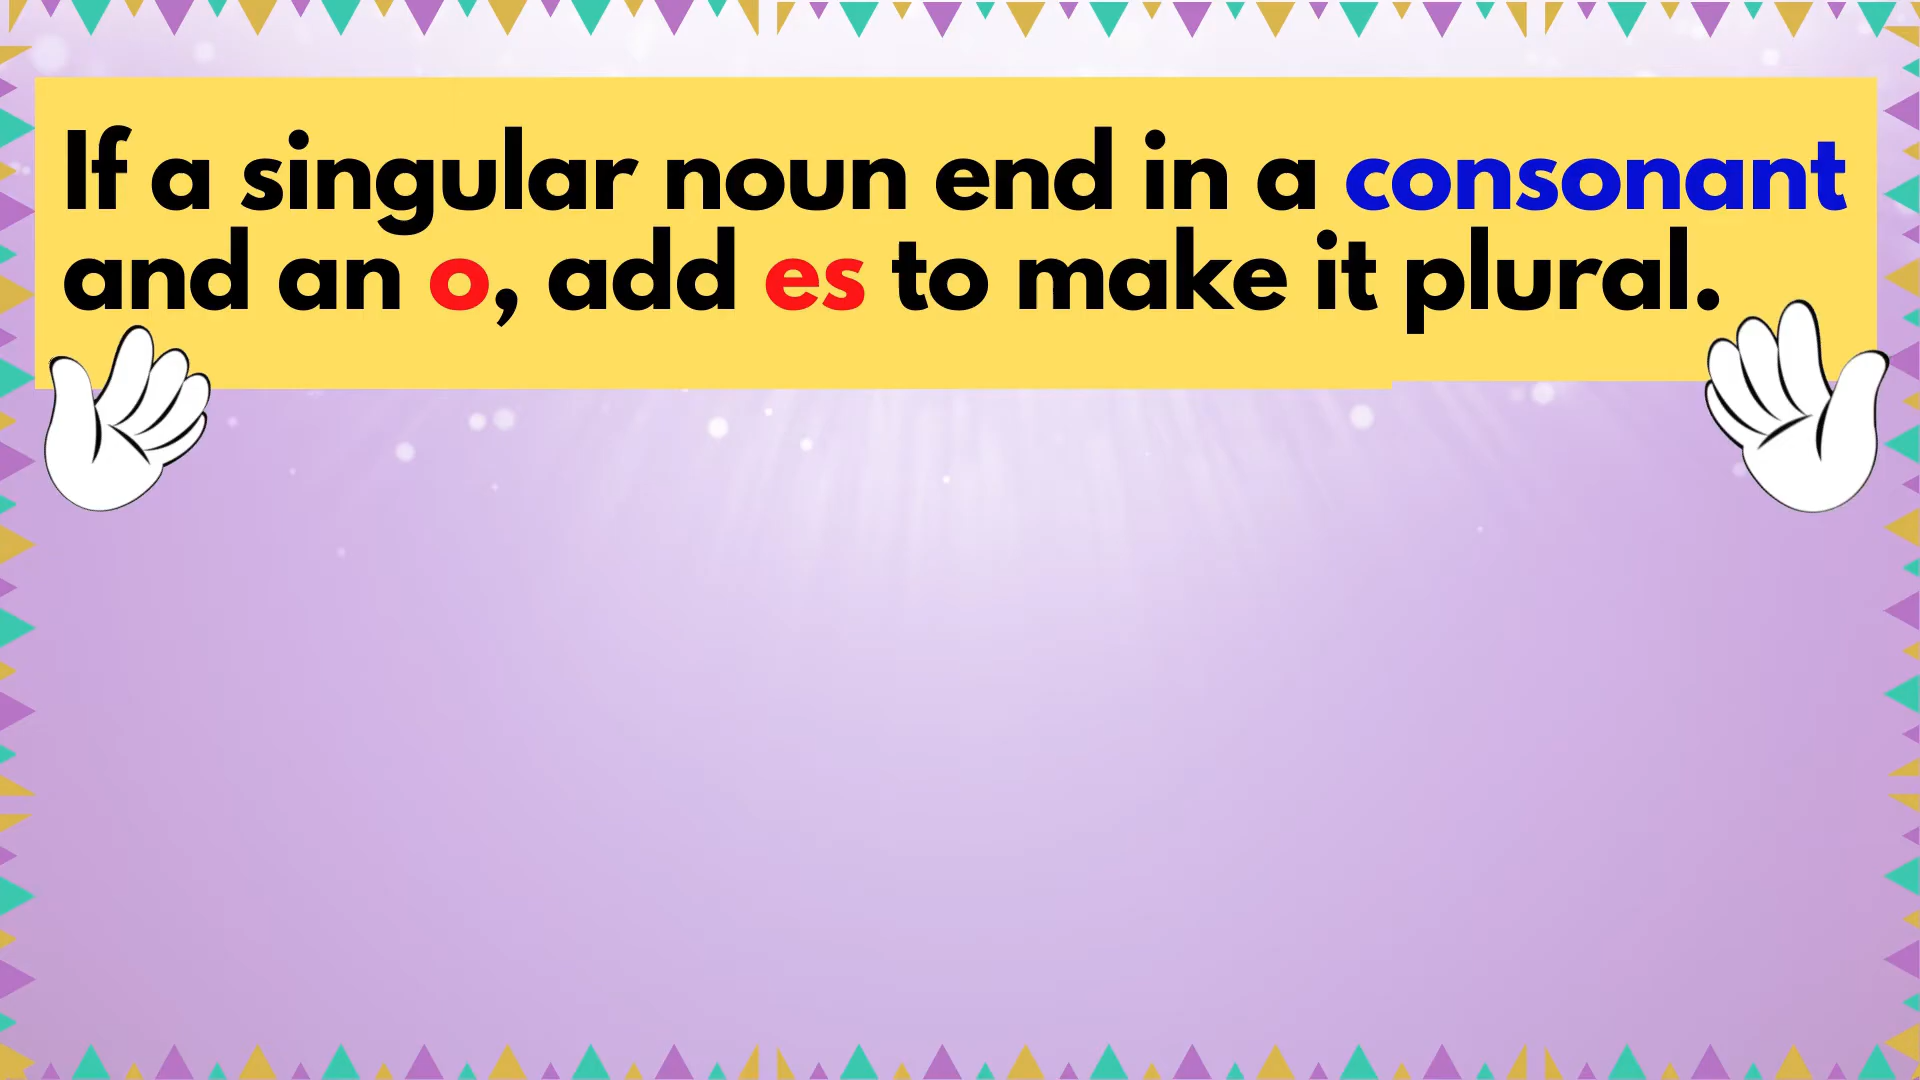 If a singular noun end in a consonant
and an o, add es to make it plural.